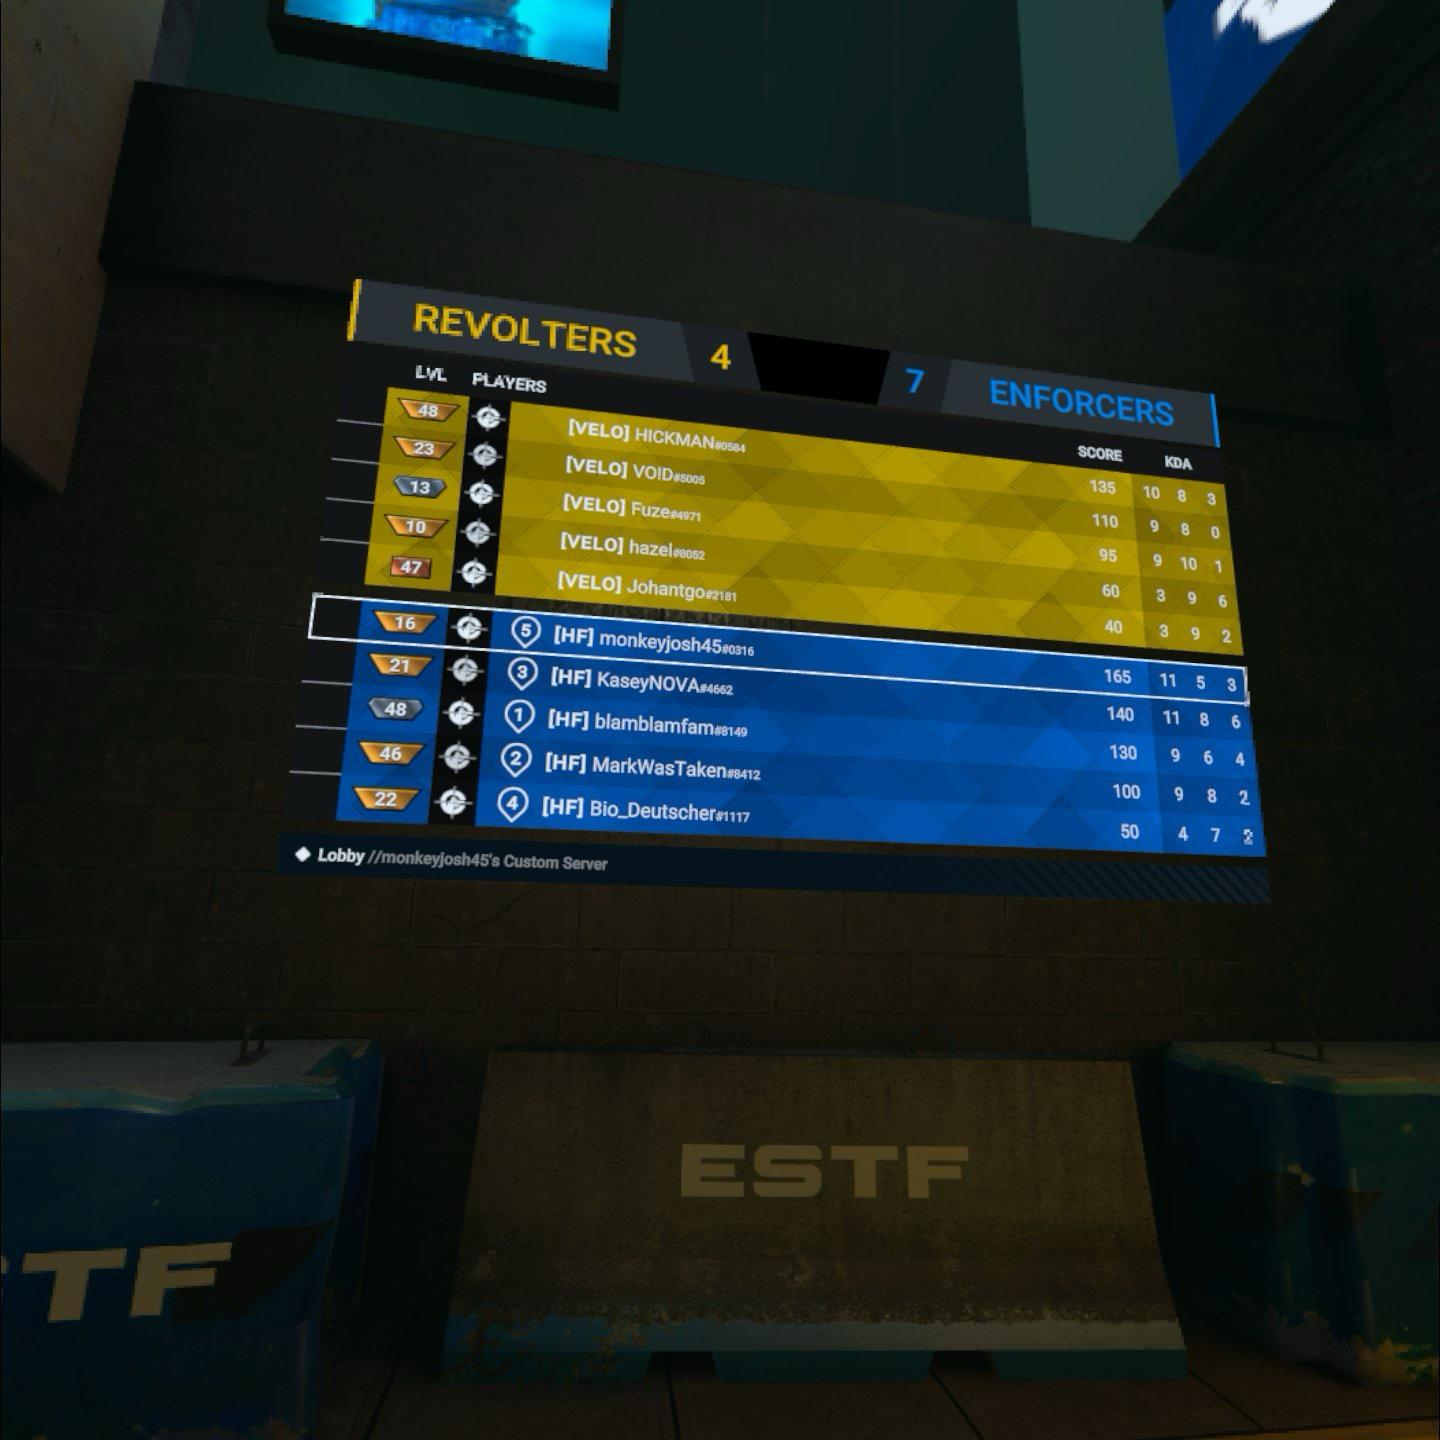 REVOLTERS 4 7 ENFORCERS
LVL PLAYERS SCORE KDA
48 [VELO] HICKMAN#0584 135 10 8 3
23 [VELO] VO!D#5005 110 9 8 0
13 [VELO] Fuze#4971 95 9 10 1
10 [VELO] hazel#8052 60 3 9 6
47 [VELO] Johantgo#2181 40 3 9 2
16 5 [HF] monkeyjosh45#0316 165 11 5 3
21 3 [HF] KaseyNOVA#4662 140 11 8 6
48 1 [HF] blamblamfam#8149 130 9 6 4
46 2 [HF] MarkWasTaken#8412 100 9 8 2
22 4 [HF] Bio_Deutscher#1117 50 4 7 2
Lobby //monkeyjosh45's Custom Server
ESTF
TF